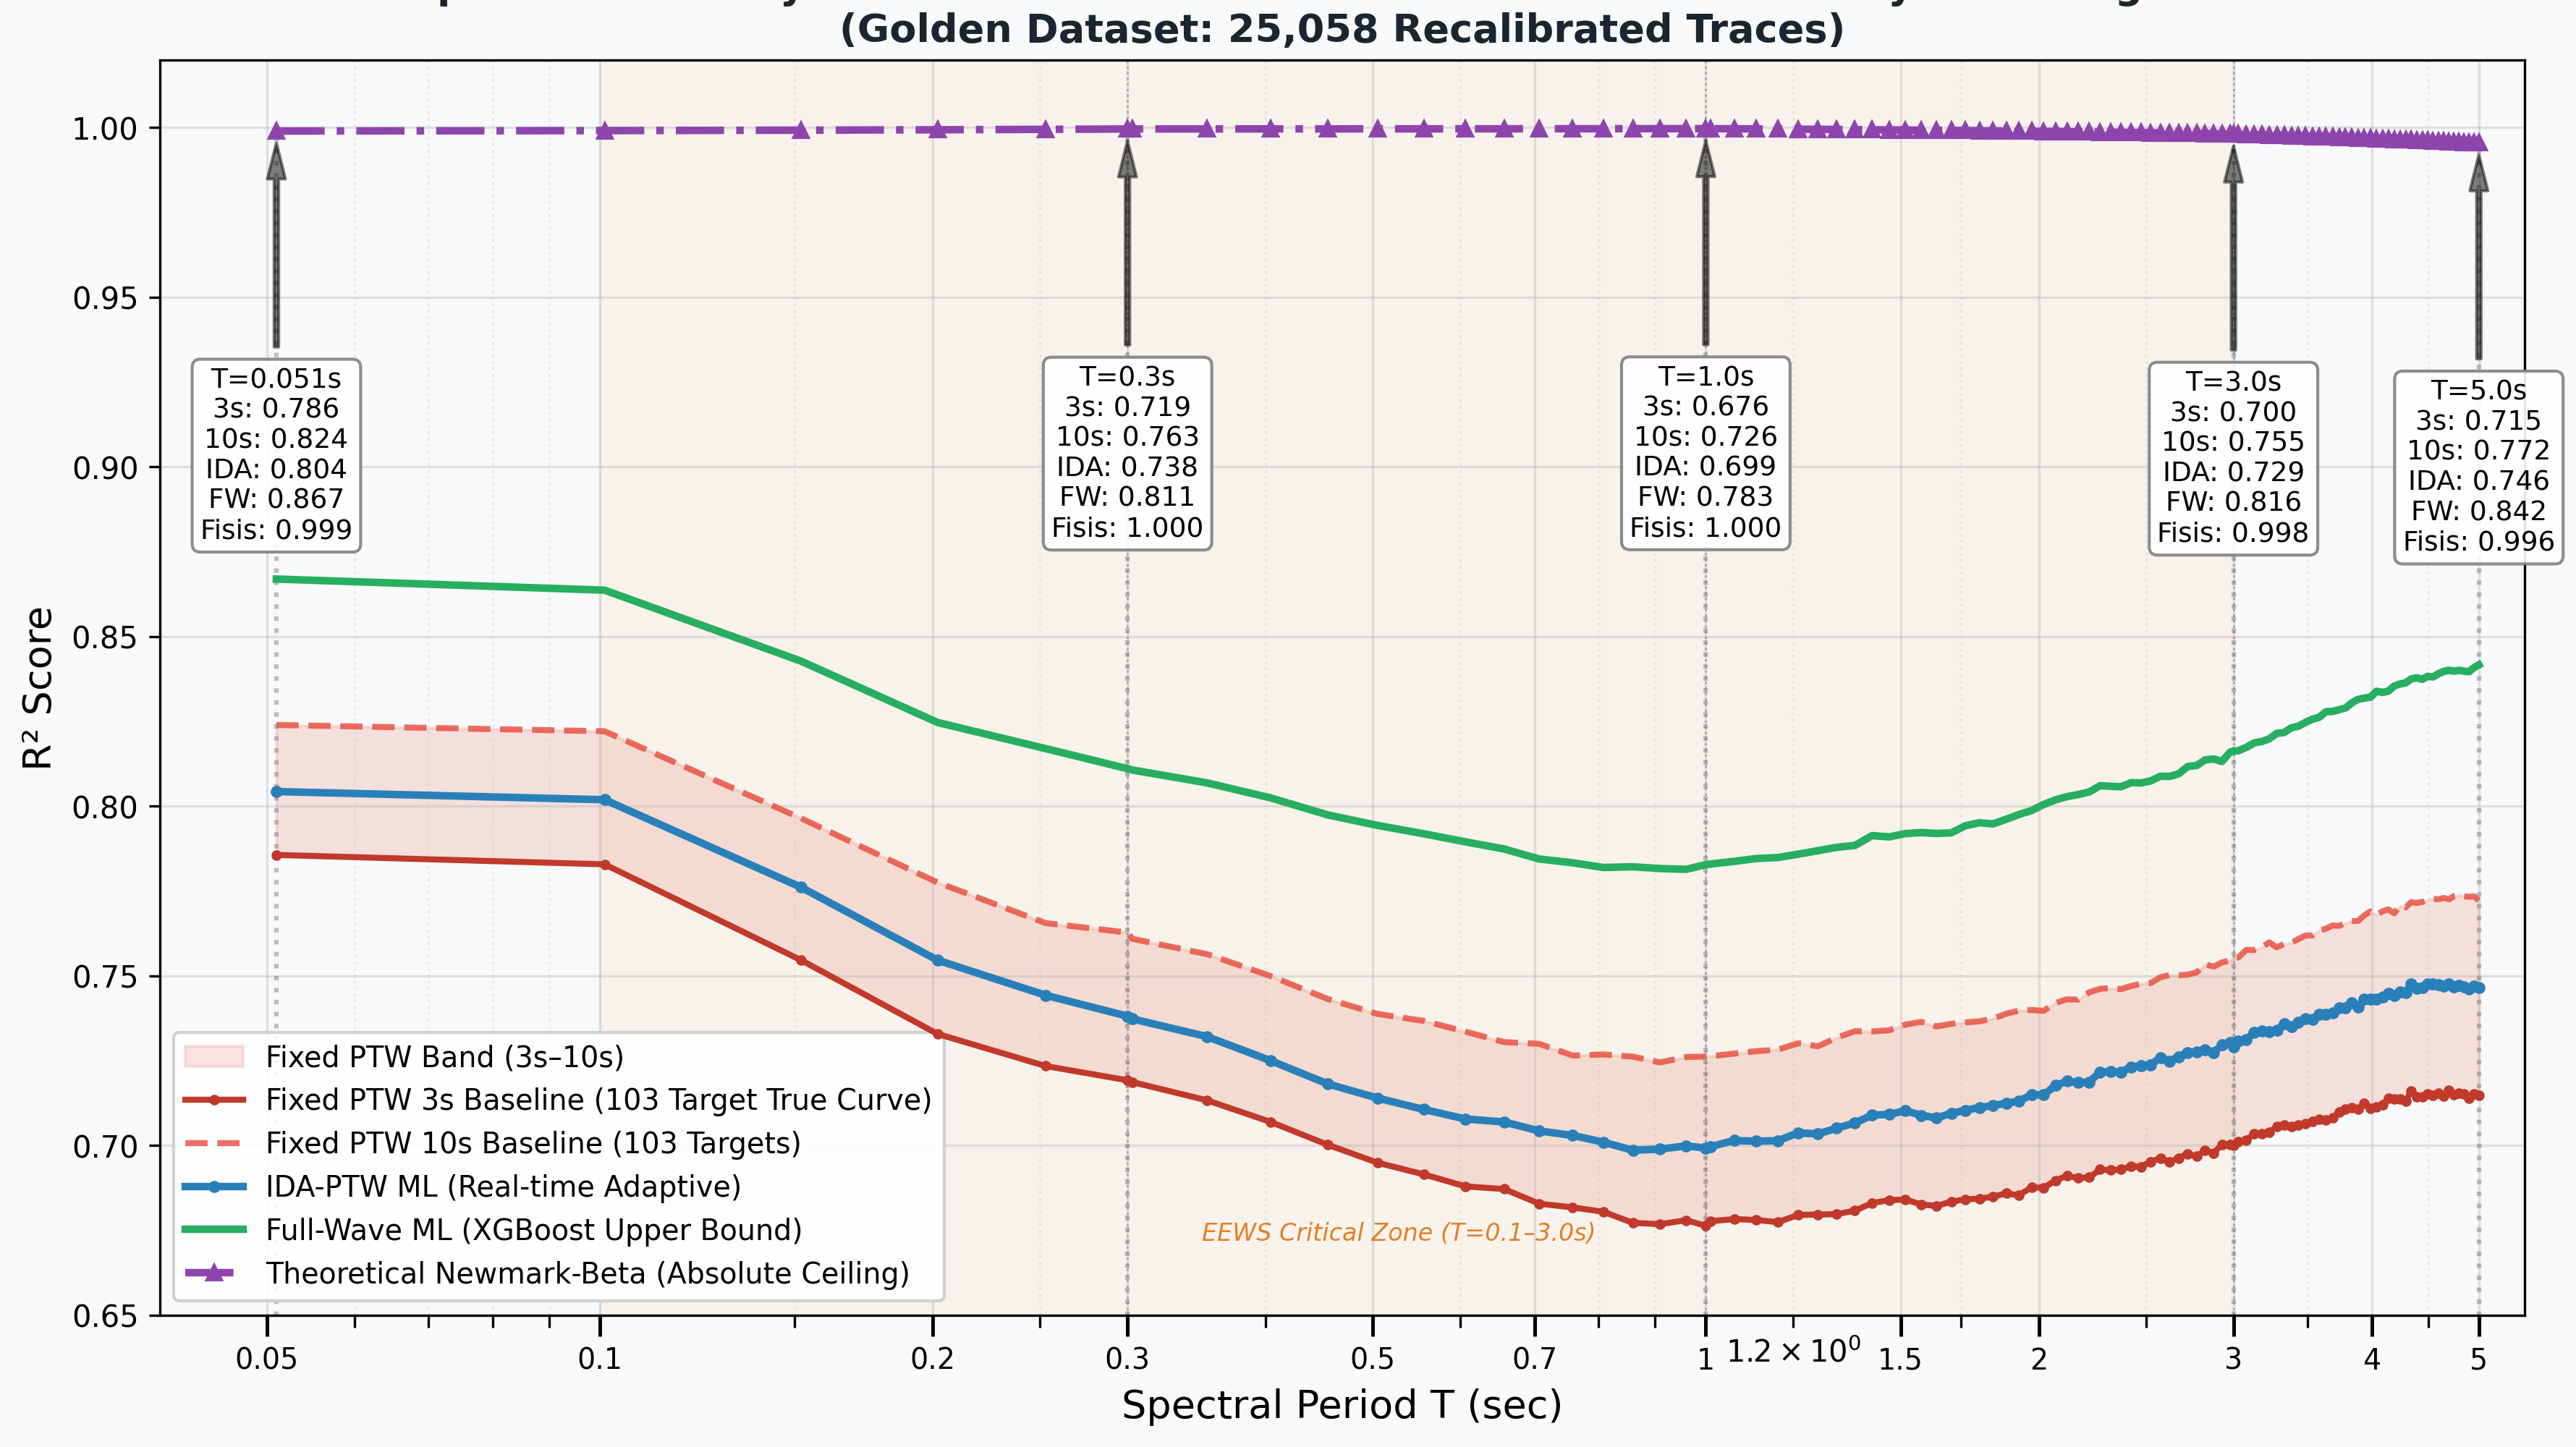 (Golden Dataset: 25,058 Recalibrated Traces)
R² Score
1.00
0.95
0.90
0.85
0.80
0.75
0.70
0.65
T=0.051s
3s: 0.786
10s: 0.824
IDA: 0.804
FW: 0.867
Fisis: 0.999
T=0.3s
3s: 0.719
10s: 0.763
IDA: 0.738
FW: 0.811
Fisis: 1.000
T=1.0s
3s: 0.676
10s: 0.726
IDA: 0.699
FW: 0.783
Fisis: 1.000
T=3.0s
3s: 0.700
10s: 0.755
IDA: 0.729
FW: 0.816
Fisis: 0.998
T=5.0s
3s: 0.715
10s: 0.772
IDA: 0.746
FW: 0.842
Fisis: 0.996
Fixed PTW Band (3s–10s)
Fixed PTW 3s Baseline (103 Target True Curve)
Fixed PTW 10s Baseline (103 Targets)
IDA-PTW ML (Real-time Adaptive)
Full-Wave ML (XGBoost Upper Bound)
Theoretical Newmark-Beta (Absolute Ceiling)
EEWS Critical Zone (T=0.1–3.0s)
0.05 0.1 0.2 0.3 0.5 0.7 1 1.2 × 10⁰ 1.5 2 3 4 5
Spectral Period T (sec)